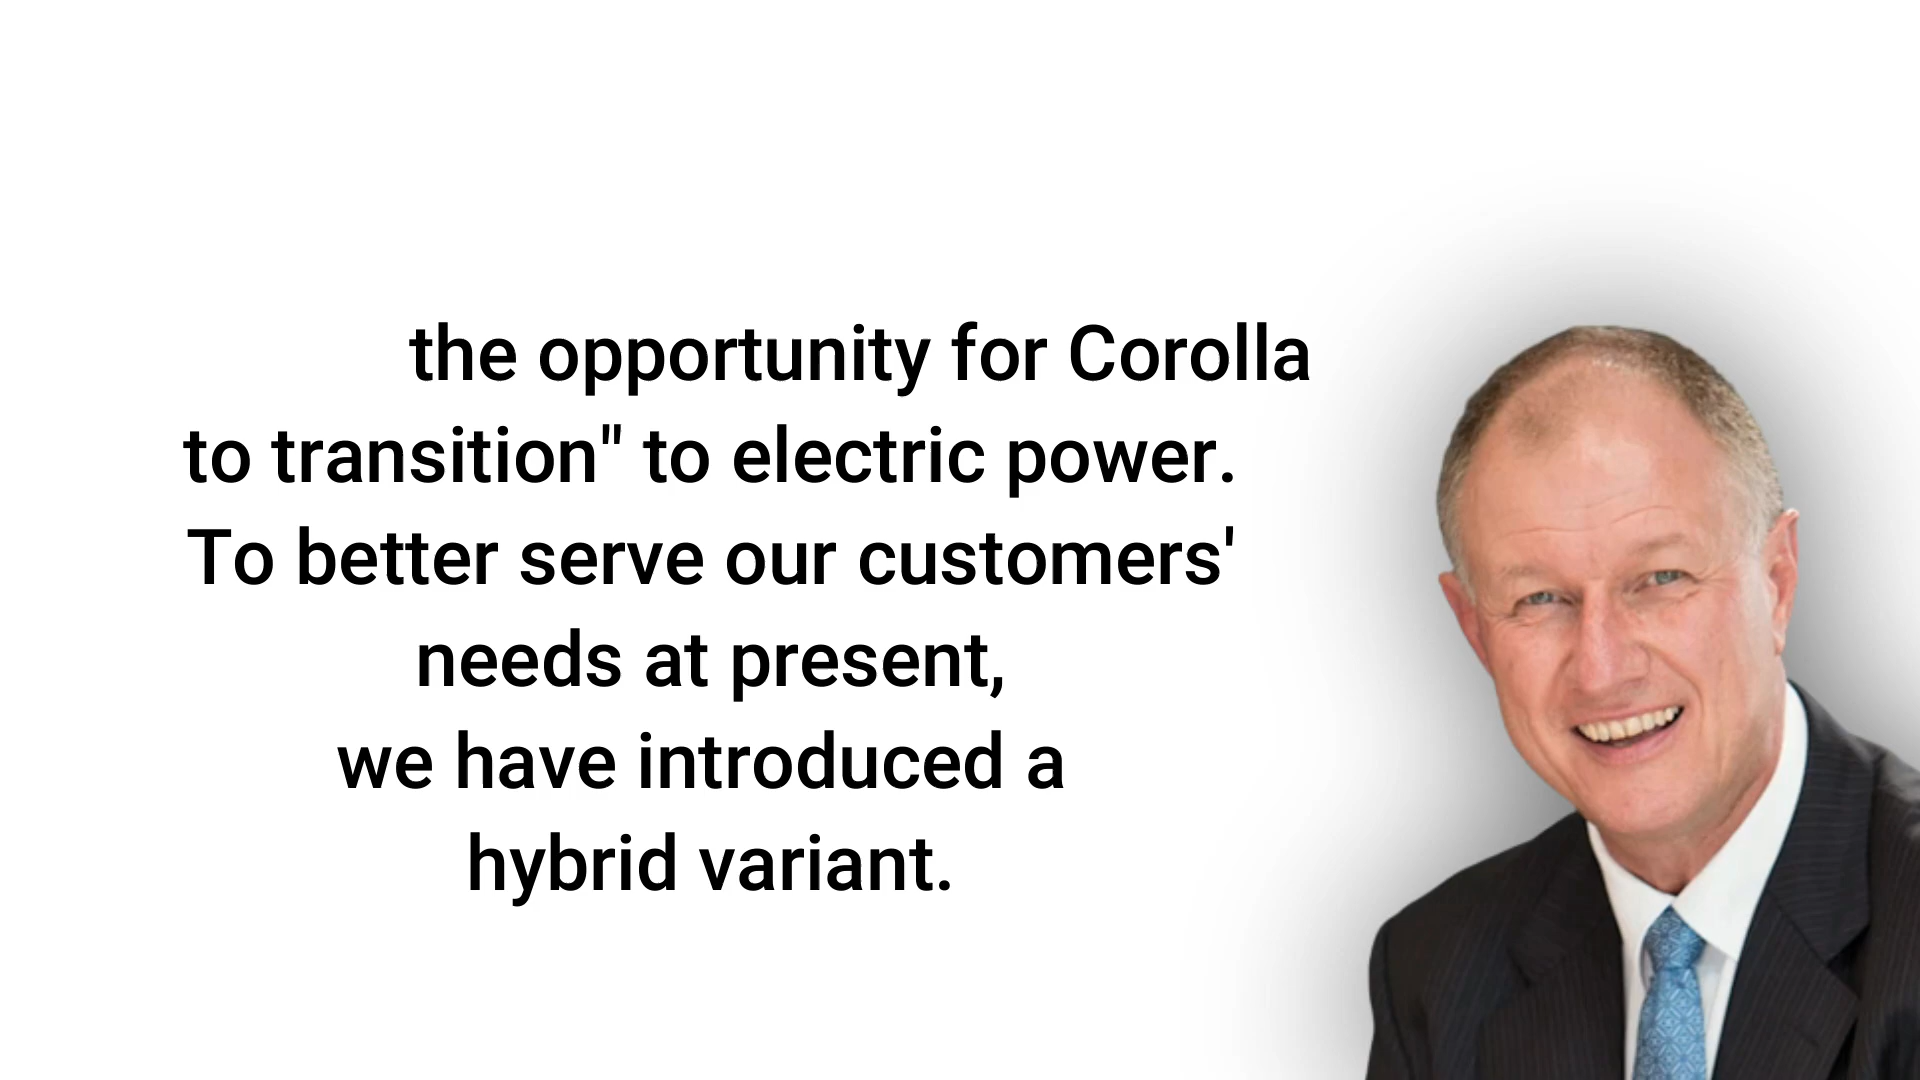 the opportunity for Corolla
to transition" to electric power.
To better serve our customers'
needs at present,
we have introduced a
hybrid variant.